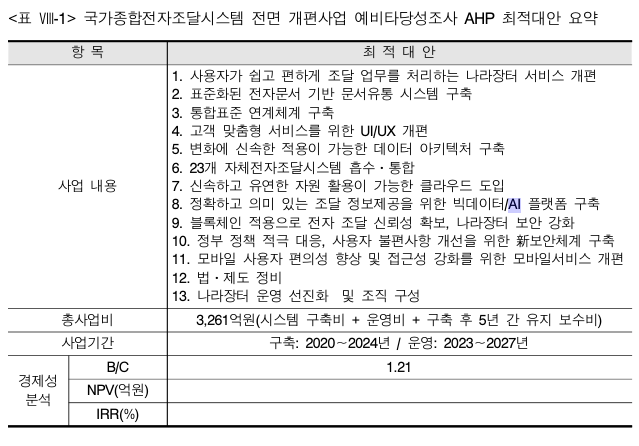 <표 Ⅷ-1> 국가종합전자조달시스템 전면 개편사업 예비타당성조사 AHP 최적대안 요약
항 목
최 적 대 안
사업 내용
1. 사용자가 쉽고 편하게 조달 업무를 처리하는 나라장터 서비스 개편
2. 표준화된 전자문서 기반 문서유통 시스템 구축
3. 통합표준 연계체계 구축
4. 고객 맞춤형 서비스를 위한 UI/UX 개편
5. 변화에 신속한 적용이 가능한 데이터 아키텍처 구축
6. 23개 자체전자조달시스템 흡수・통합
7. 신속하고 유연한 자원 활용이 가능한 클라우드 도입
8. 정확하고 의미 있는 조달 정보제공을 위한 빅데이터/AI 플랫폼 구축
9. 블록체인 적용으로 전자 조달 신뢰성 확보, 나라장터 보안 강화
10. 정부 정책 적극 대응, 사용자 불편사항 개선을 위한 新보안체계 구축
11. 모바일 사용자 편의성 향상 및 접근성 강화를 위한 모바일서비스 개편
12. 법・제도 정비
13. 나라장터 운영 선진화 및 조직 구성
총사업비
3,261억원(시스템 구축비 + 운영비 + 구축 후 5년 간 유지 보수비)
사업기간
구축: 2020～2024년 / 운영: 2023～2027년
경제성
분석
B/C
1.21
NPV(억원)
IRR(%)